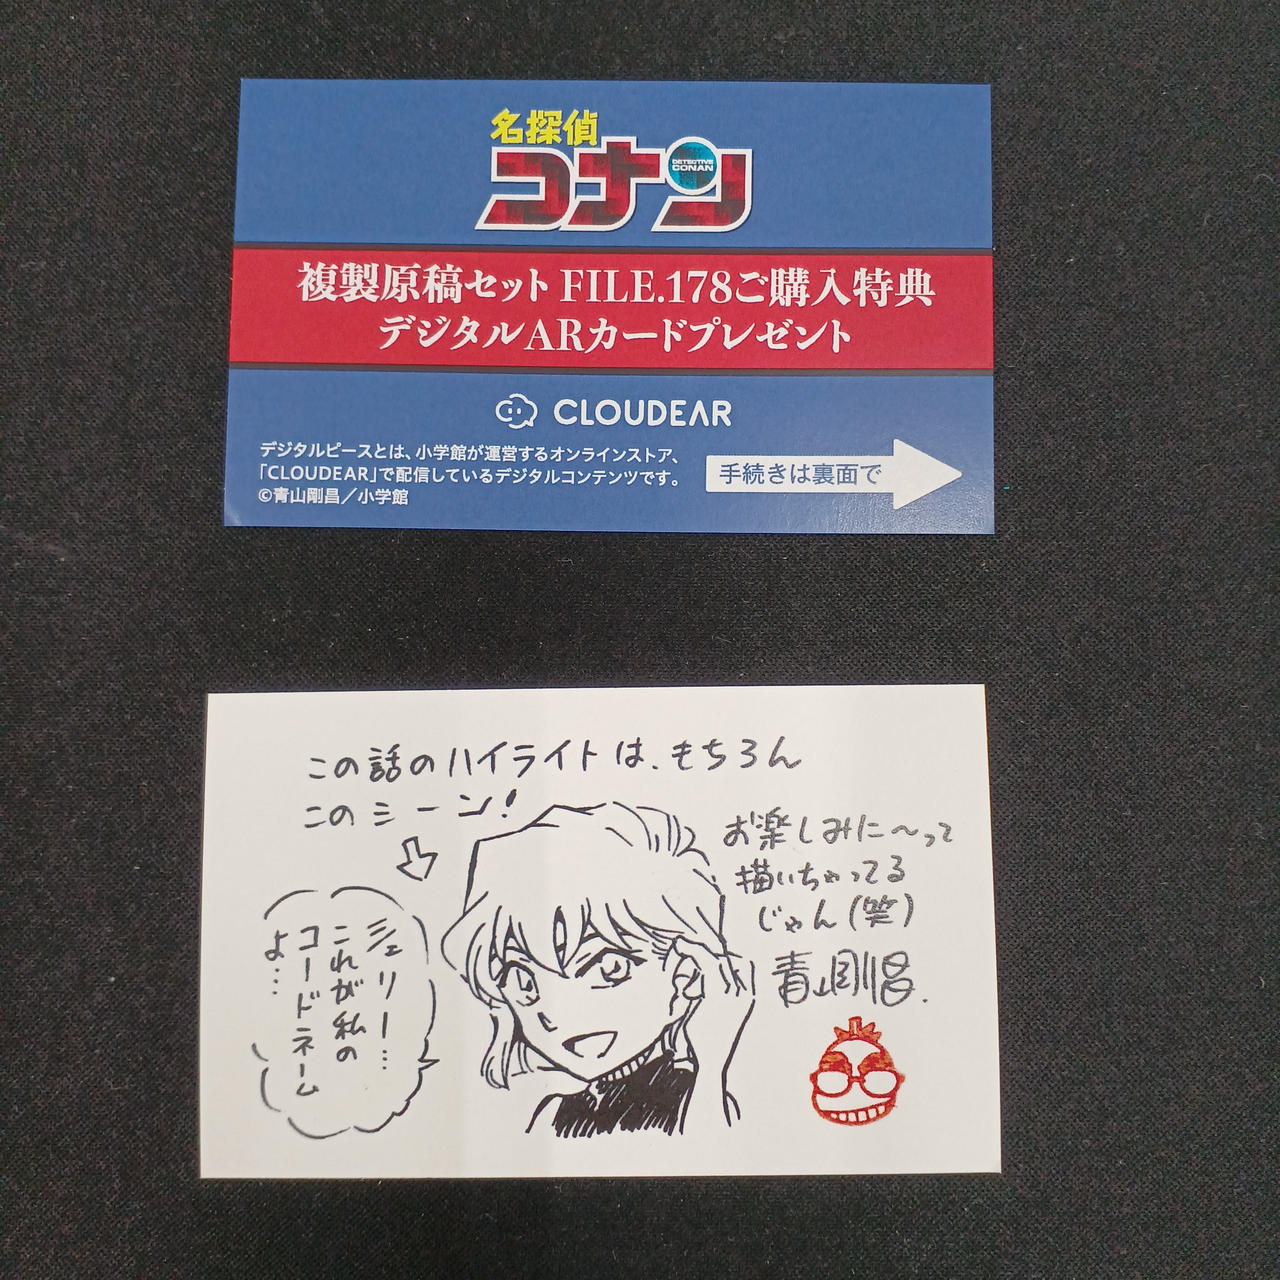 名探偵
コナン
DETECTIVE
CONAN
複製原稿セット FILE.178ご購入特典
デジタルARカードプレゼント
CLOUDEAR
デジタルピースとは、小学館が運営するオンラインストア、
「CLOUDEAR」で配信しているデジタルコンテンツです。
©青山剛昌／小学館
手続きは裏面で
この話のハイライトは、もちろん
このシーン!
お楽しみに〜って
描いちゃってる
じゃん(笑)
青山剛昌.
シェリー…
これが私の
コードネーム
よ…